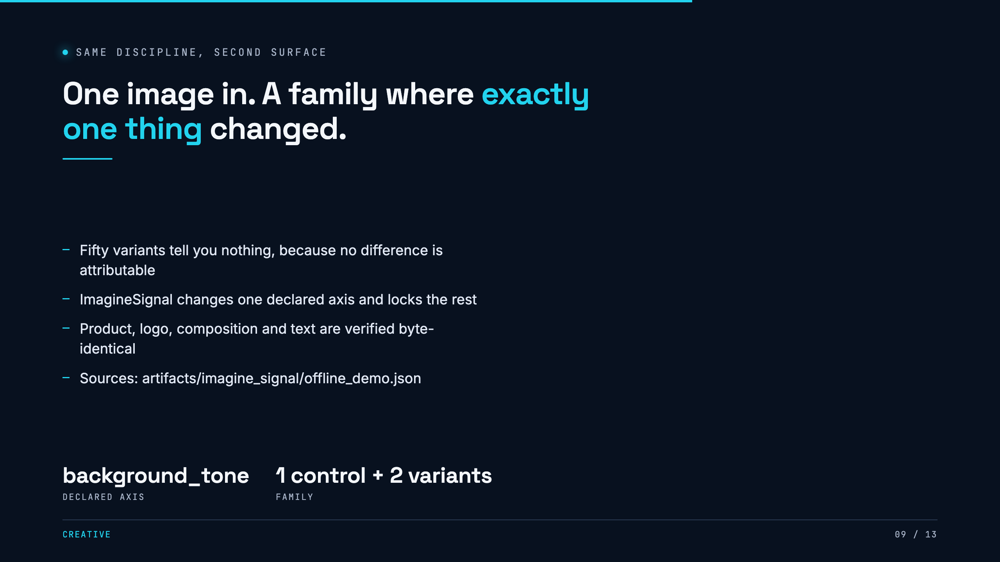 SAME DISCIPLINE, SECOND SURFACE
One image in. A family where exactly
one thing changed.
– Fifty variants tell you nothing, because no difference is
attributable
– ImagineSignal changes one declared axis and locks the rest
– Product, logo, composition and text are verified byte-
identical
– Sources: artifacts/imagine_signal/offline_demo.json
background_tone
DECLARED AXIS
1 control + 2 variants
FAMILY
CREATIVE
09 / 13